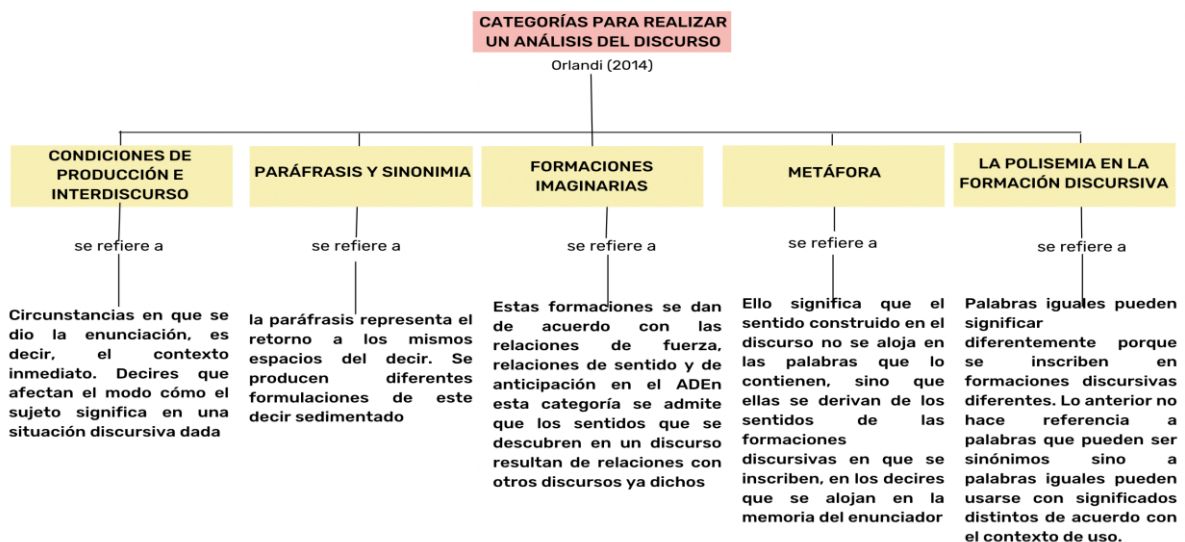 CATEGORÍAS PARA REALIZAR
UN ANÁLISIS DEL DISCURSO
Orlandi (2014)
CONDICIONES DE
PRODUCCIÓN E
INTERDISCURSO
se refiere a
Circunstancias en que se
dio la enunciación, es
decir, el contexto
inmediato. Decires que
afectan el modo cómo el
sujeto significa en una
situación discursiva dada
PARÁFRASIS Y SINONIMIA
se refiere a
la paráfrasis representa el
retorno a los mismos
espacios del decir. Se
producen diferentes
formulaciones de este
decir sedimentado
FORMACIONES
IMAGINARIAS
se refiere a
Estas formaciones se dan
de acuerdo con las
relaciones de fuerza,
relaciones de sentido y de
anticipación en el ADEn
esta categoría se admite
que los sentidos que se
descubren en un discurso
resultan de relaciones con
otros discursos ya dichos
METÁFORA
se refiere a
Ello significa que el
sentido construido en el
discurso no se aloja en
las palabras que lo
contienen, sino que
ellas se derivan de los
sentidos de las
formaciones
discursivas en que se
inscriben, en los decires
que se alojan en la
memoria del enunciador
LA POLISEMIA EN LA
FORMACIÓN DISCURSIVA
se refiere a
Palabras iguales pueden
significar
diferentemente porque
se inscriben en
formaciones discursivas
diferentes. Lo anterior no
hace referencia a
palabras que pueden ser
sinónimos sino a
palabras iguales pueden
usarse con significados
distintos de acuerdo con
el contexto de uso.